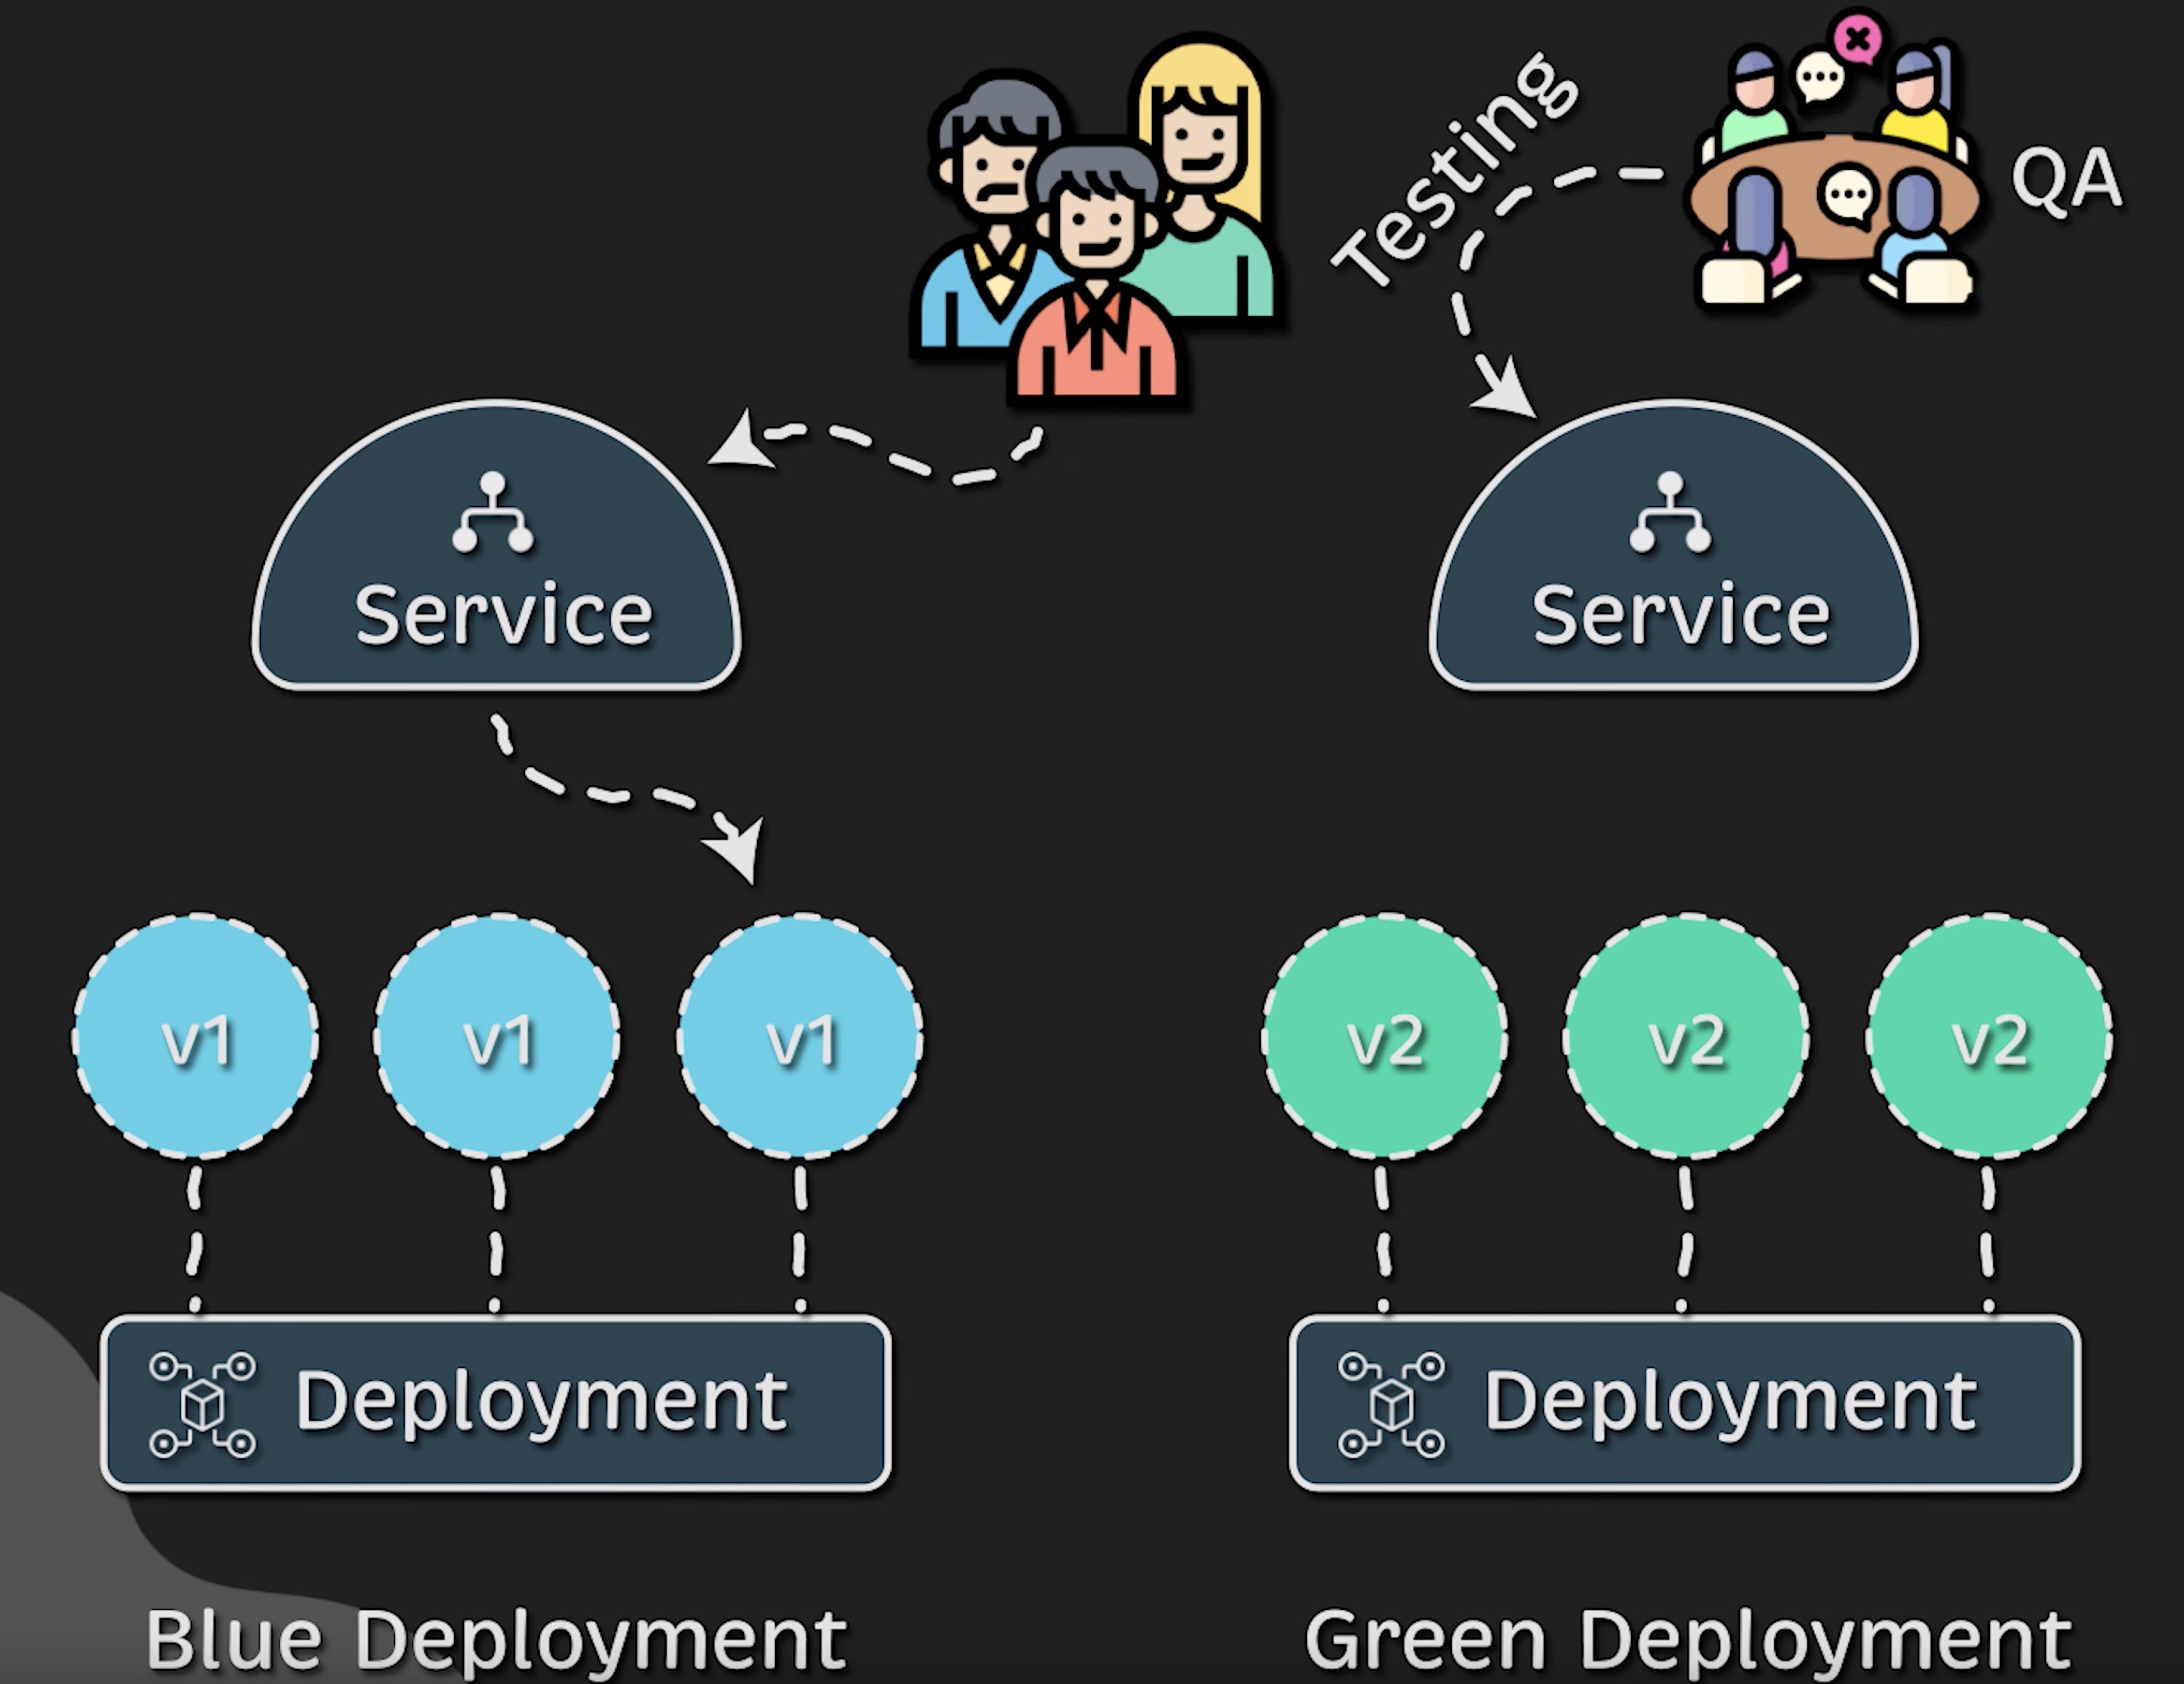 Testing
QA
Service
Service
v1
v1
v1
v2
v2
v2
Deployment
Deployment
Blue Deployment
Green Deployment